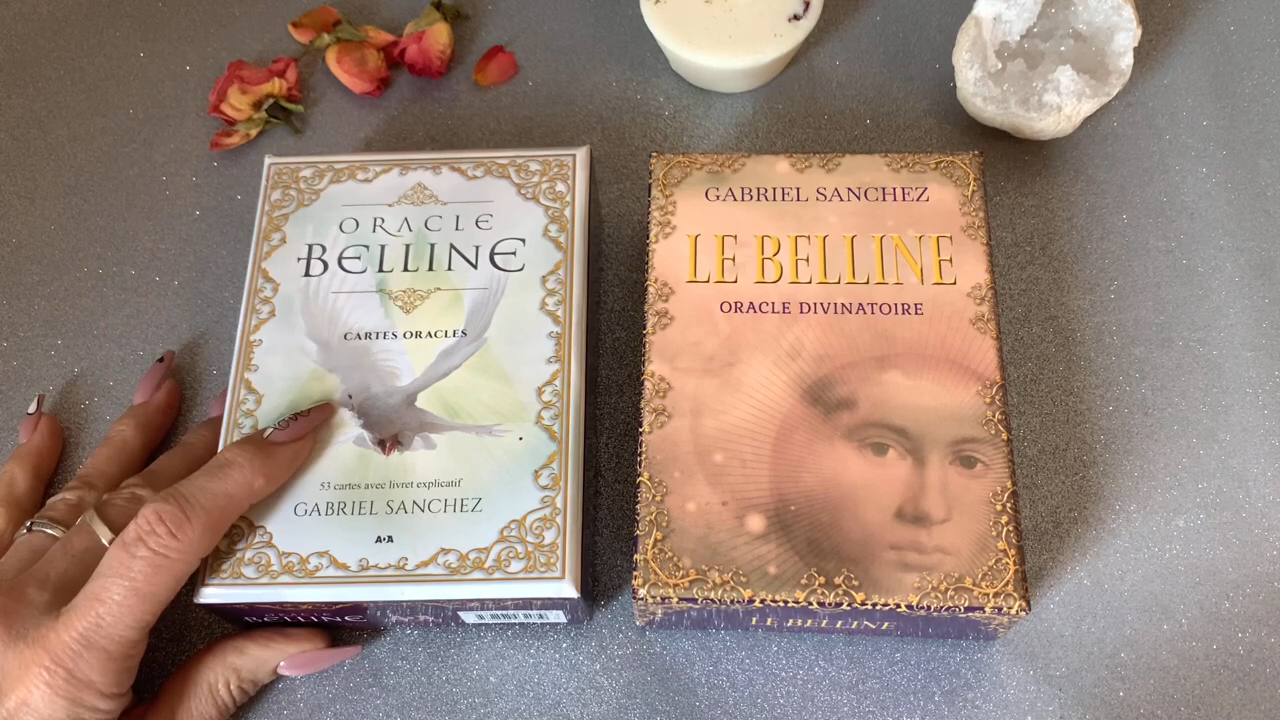 ORACLE
BELLINE
CARTES ORACLES
53 cartes avec livret explicatif
GABRIEL SANCHEZ
A•A
BELLINE
GABRIEL SANCHEZ
LE BELLINE
ORACLE DIVINATOIRE
LE BELLINE